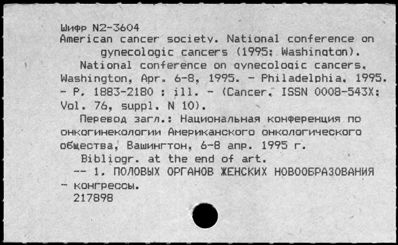 Шифр N2-3604
American cancer society. National conference on
gynecologic cancers (1995; Washington).
National conference on gynecologic cancers,
Washington, Apr. 6-8, 1995. - Philadelphia, 1995.
- P. 1883-2180 : ill. - (Cancer, ISSN 0008-543X;
Vol. 76, suppl. N 10).
Перевод загл.: Национальная конференция по
онкогинекологии Американского онкологического
общества, Вашингтон, 6-8 апр. 1995 г.
Bibliogr. at the end of art.
-- 1. ПОЛОВЫХ ОРГАНОВ ЖЕНСКИХ НОВООБРАЗОВАНИЯ
- конгрессы.
217898